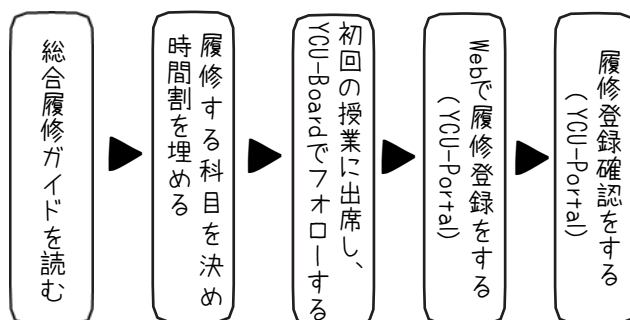 総合履修ガイドを読む
履修する科目を決め
時間割を埋める
初回の授業に出席し、
YCU-Boardでフォローする
Webで履修登録をする
(YCU-Portal)
履修登録確認をする
(YCU-Portal)